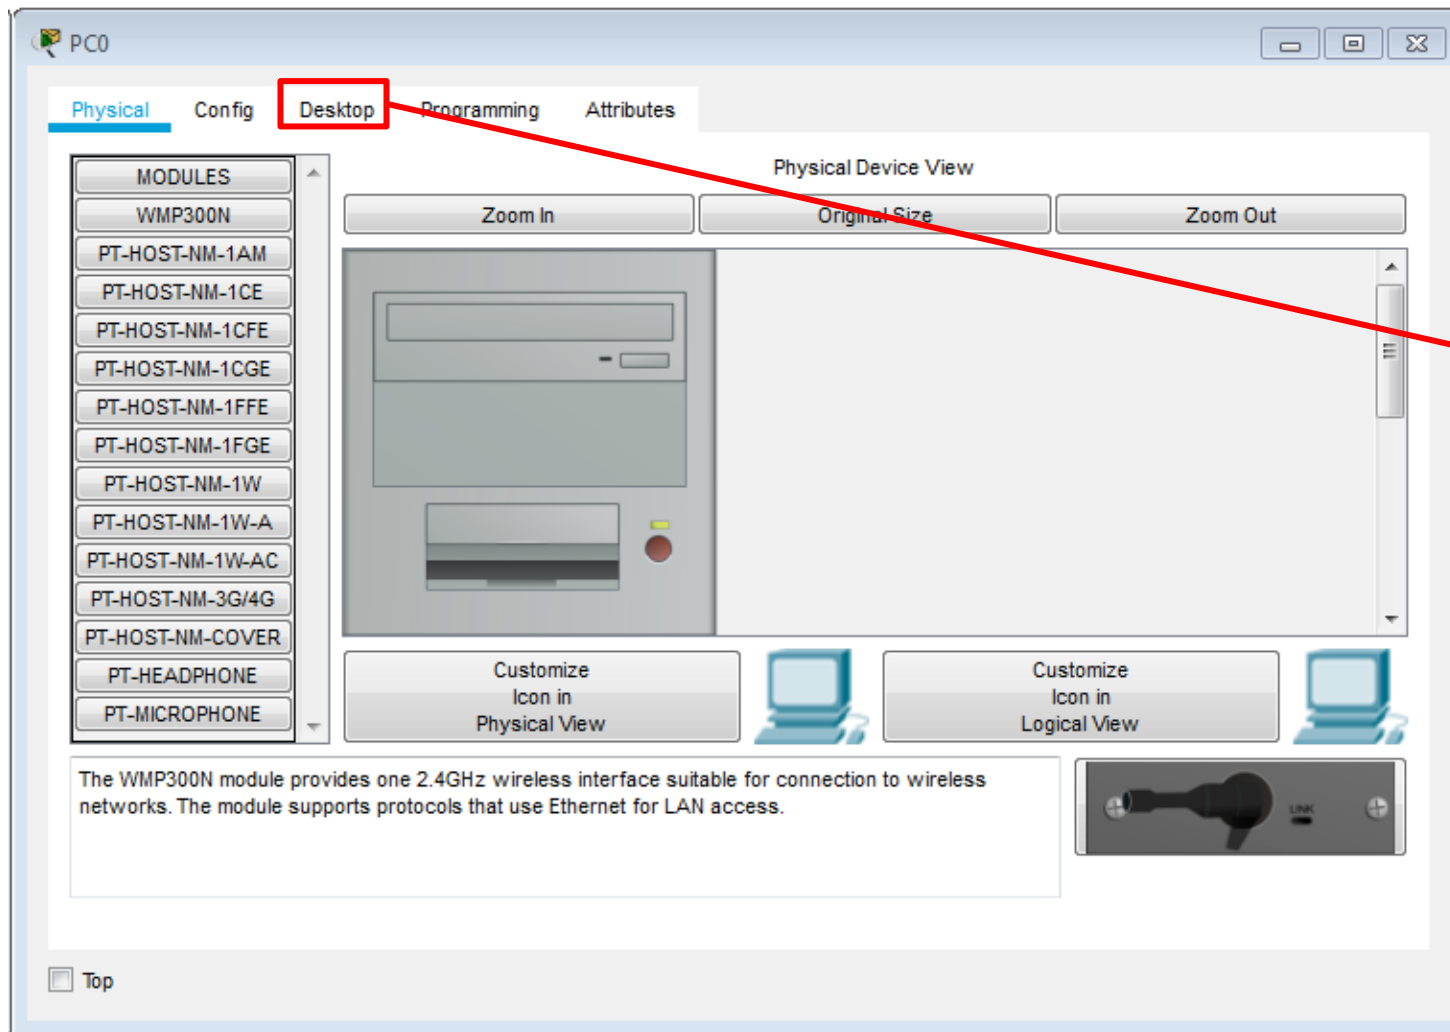 PC0
Physical Config Desktop Programming Attributes
MODULES
WMP300N
PT-HOST-NM-1AM
PT-HOST-NM-1CE
PT-HOST-NM-1CFE
PT-HOST-NM-1CGE
PT-HOST-NM-1FFE
PT-HOST-NM-1FGE
PT-HOST-NM-1W
PT-HOST-NM-1W-A
PT-HOST-NM-1W-AC
PT-HOST-NM-3G/4G
PT-HOST-NM-COVER
PT-HEADPHONE
PT-MICROPHONE
Physical Device View
Zoom In Original Size Zoom Out
Customize
Icon in
Physical View
Customize
Icon in
Logical View
The WMP300N module provides one 2.4GHz wireless interface suitable for connection to wireless
networks. The module supports protocols that use Ethernet for LAN access.
LINK
Top